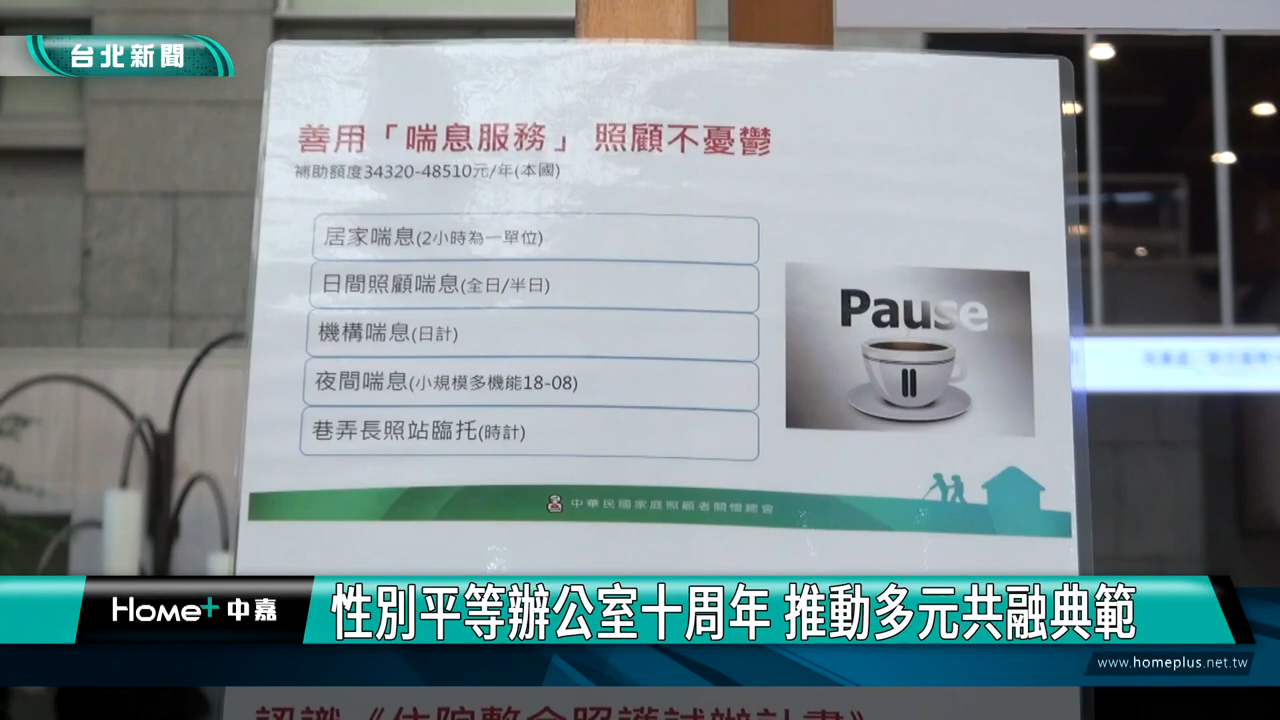 台北新聞
善用「喘息服務」 照顧不憂鬱
補助額度34320-48510元/年(本國)
居家喘息(2小時為一單位)
日間照顧喘息(全日/半日)
機構喘息(日計)
夜間喘息(小規模多機能18-08)
巷弄長照站臨托(時計)
Pause
中華民國家庭照顧者關懷總會
Home+ 中嘉
性別平等辦公室十周年 推動多元共融典範
www.homeplus.net.tw